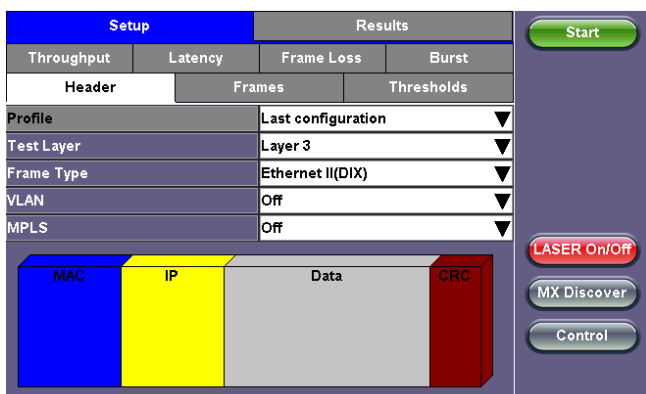 Setup Results
Throughput Latency Frame Loss Burst
Header Frames Thresholds
Profile Last configuration
Test Layer Layer 3
Frame Type Ethernet II(DIX)
VLAN Off
MPLS Off
MAC IP Data CRC
Start
LASER On/Off
MX Discover
Control